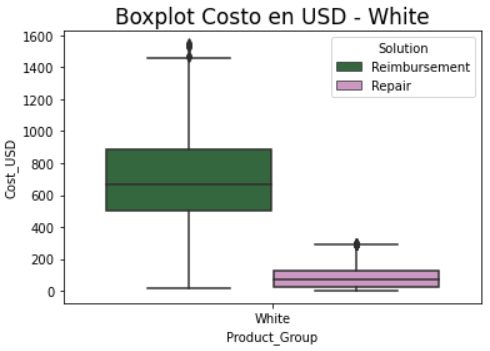 Boxplot Costo en USD - White
Solution
Reimbursement
Repair
Cost_USD
1600
1400
1200
1000
800
600
400
200
0
White
Product_Group